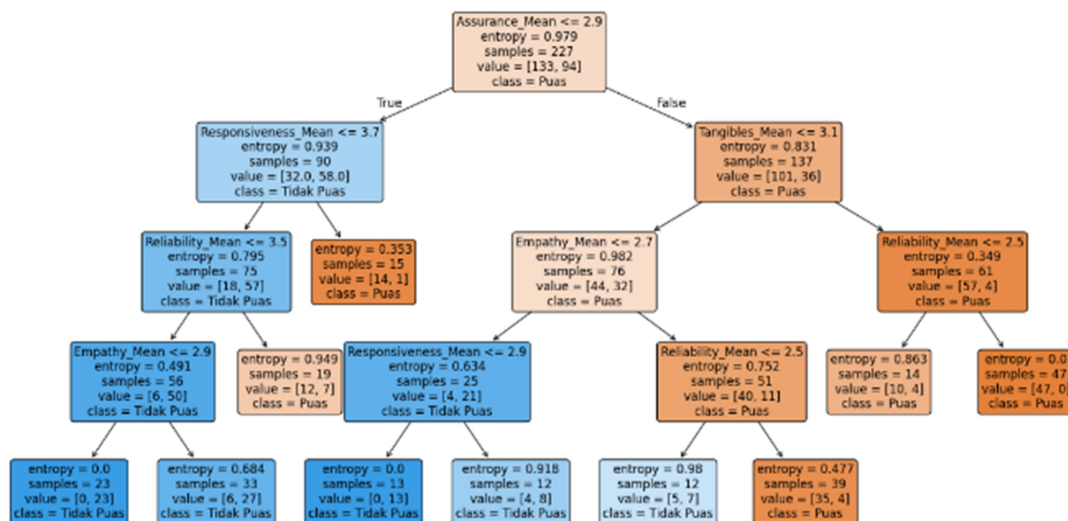 Assurance_Mean <= 2.9
entropy = 0.979
samples = 227
value = [133, 94]
class = Puas
True
False
Responsiveness_Mean <= 3.7
entropy = 0.939
samples = 90
value = [32.0, 58.0]
class = Tidak Puas
Tangibles_Mean <= 3.1
entropy = 0.831
samples = 137
value = [101, 36]
class = Puas
Reliability_Mean <= 3.5
entropy = 0.795
samples = 75
value = [18, 57]
class = Tidak Puas
entropy = 0.353
samples = 15
value = [14, 1]
class = Puas
Empathy_Mean <= 2.7
entropy = 0.982
samples = 76
value = [44, 32]
class = Puas
Reliability_Mean <= 2.5
entropy = 0.349
samples = 61
value = [57, 4]
class = Puas
Empathy_Mean <= 2.9
entropy = 0.491
samples = 56
value = [6, 50]
class = Tidak Puas
entropy = 0.949
samples = 19
value = [12, 7]
class = Puas
Responsiveness_Mean <= 2.9
entropy = 0.634
samples = 25
value = [4, 21]
class = Tidak Puas
Reliability_Mean <= 2.5
entropy = 0.752
samples = 51
value = [40, 11]
class = Puas
entropy = 0.863
samples = 14
value = [10, 4]
class = Puas
entropy = 0.0
samples = 47
value = [47, 0]
class = Puas
entropy = 0.0
samples = 23
value = [0, 23]
class = Tidak Puas
entropy = 0.684
samples = 33
value = [6, 27]
class = Tidak Puas
entropy = 0.0
samples = 13
value = [0, 13]
class = Tidak Puas
entropy = 0.918
samples = 12
value = [4, 8]
class = Tidak Puas
entropy = 0.98
samples = 12
value = [5, 7]
class = Tidak Puas
entropy = 0.477
samples = 39
value = [35, 4]
class = Puas